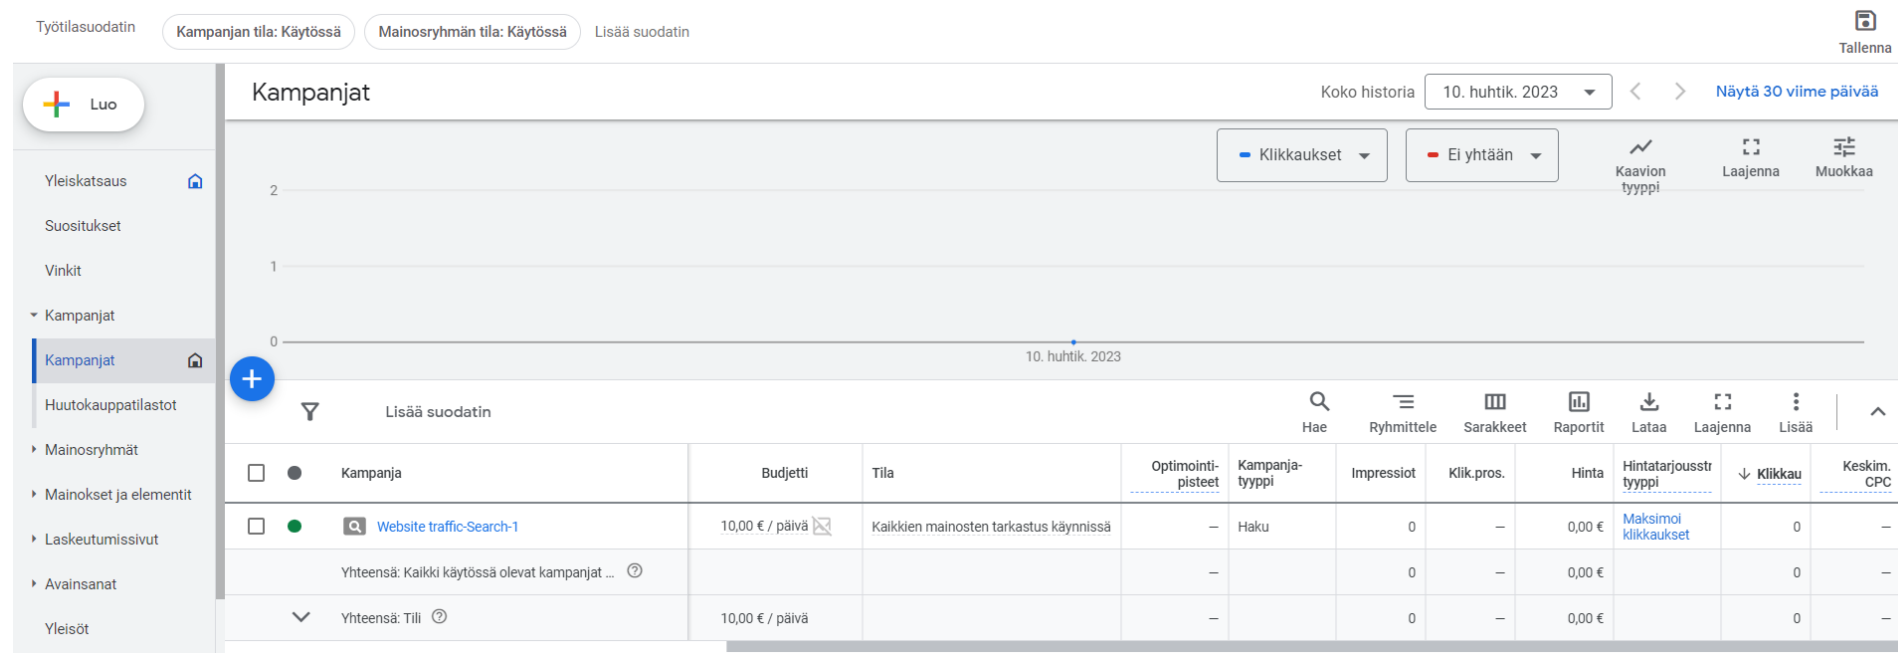 Työtilasuodatin
Kampanjan tila: Käytössä
Mainosryhmän tila: Käytössä
Lisää suodatin
Tallenna
Luo
Yleiskatsaus
Suositukset
Vinkit
Kampanjat
Kampanjat
Huutokauppatilastot
Mainosryhmät
Mainokset ja elementit
Laskeutumissivut
Avainsanat
Yleisöt
Kampanjat
Koko historia
10. huhtik. 2023
Näytä 30 viime päivää
Klikkaukset
Ei yhtään
Kaavion
tyyppi
Laajenna
Muokkaa
2
1
0
10. huhtik. 2023
Lisää suodatin
Hae
Ryhmittele
Sarakkeet
Raportit
Lataa
Laajenna
Lisää
Kampanja
Budjetti
Tila
Optimointi-
pisteet
Kampanja-
tyyppi
Impressiot
Klik.pros.
Hinta
Hintatarjousstr
tyyppi
Klikkau
Keskim.
CPC
Website traffic-Search-1
10,00 € / päivä
Kaikkien mainosten tarkastus käynnissä
—
Haku
0
—
0,00 €
Maksimoi
klikkaukset
0
—
Yhteensä: Kaikki käytössä olevat kampanjat ...
—
0
—
0,00 €
0
—
Yhteensä: Tili
10,00 € / päivä
—
0
—
0,00 €
0
—